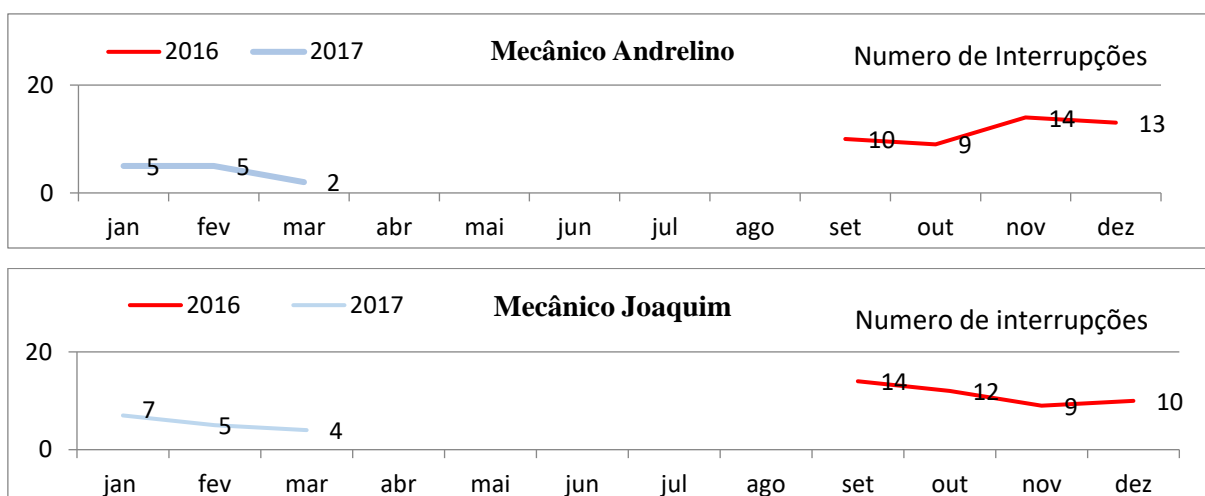 2016 2017 Mecânico Andrelino Numero de Interrupções
20
14 13
10 9
5 5 2
0
jan fev mar abr mai jun jul ago set out nov dez
2016 2017 Mecânico Joaquim Numero de interrupções
20
14 12 9 10
7 5 4
0
jan fev mar abr mai jun jul ago set out nov dez